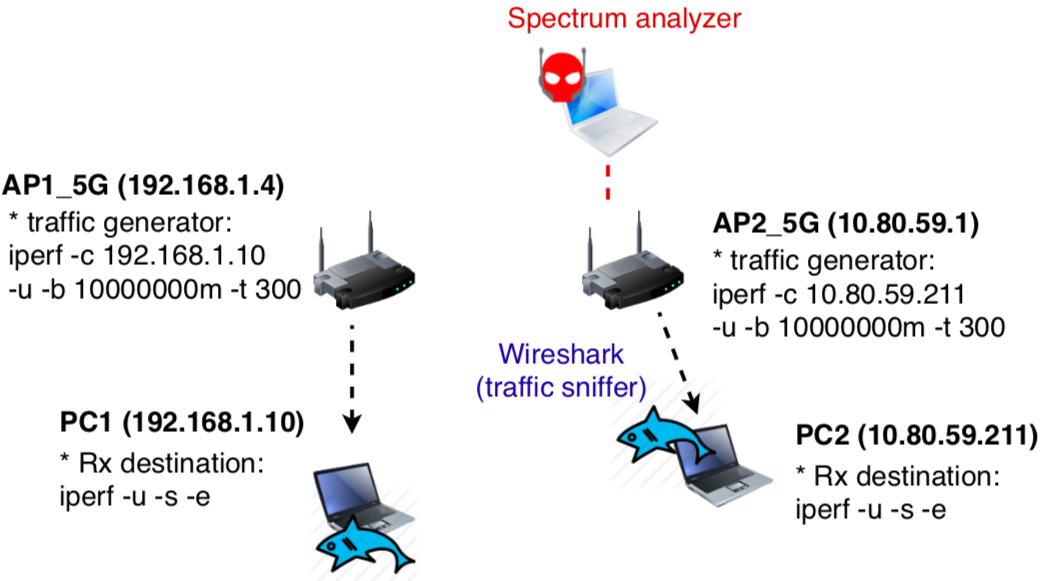 Spectrum analyzer
AP1_5G (192.168.1.4)
* traffic generator:
iperf -c 192.168.1.10
-u -b 10000000m -t 300
AP2_5G (10.80.59.1)
* traffic generator:
iperf -c 10.80.59.211
-u -b 10000000m -t 300
Wireshark
(traffic sniffer)
PC1 (192.168.1.10)
* Rx destination:
iperf -u -s -e
PC2 (10.80.59.211)
* Rx destination:
iperf -u -s -e